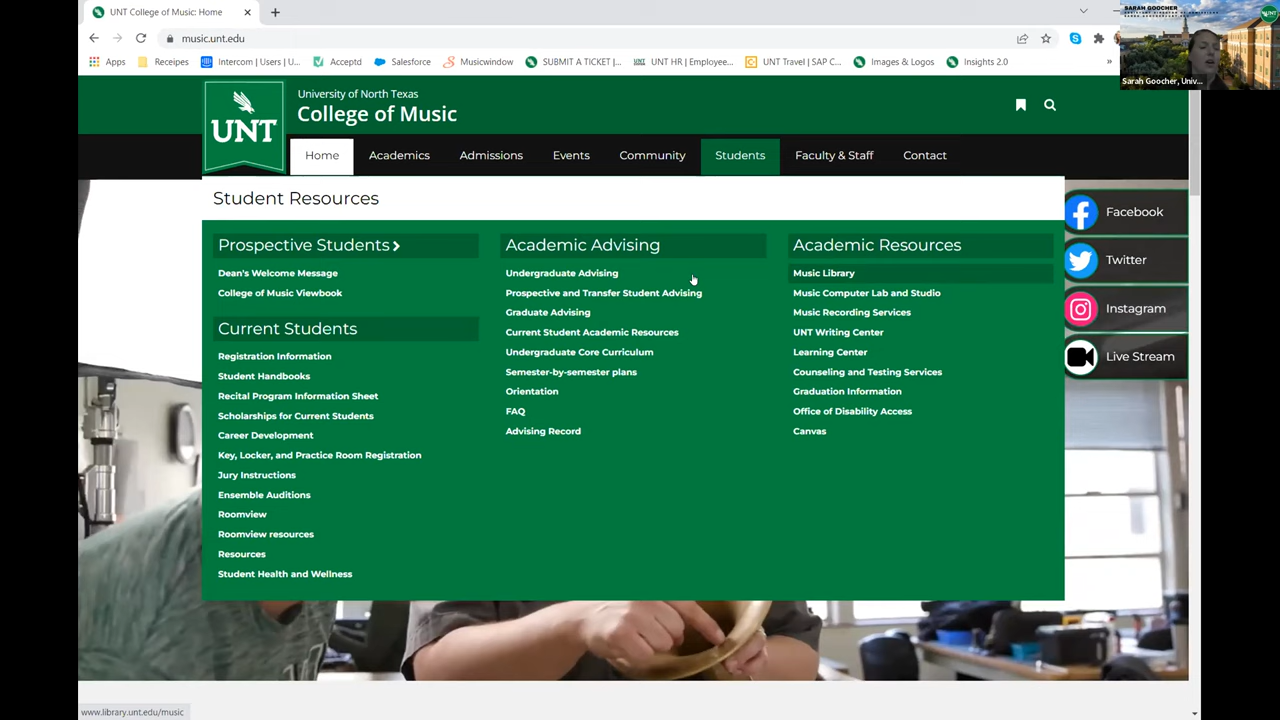 UNT College of Music: Home
SARAH GOOCHER
music.unt.edu
Apps
Receipes
Intercom | Users | U...
Acceptd
Salesforce
Musicwindow
SUBMIT A TICKET |...
UNT HR | Employee...
UNT Travel | SAP C...
Images & Logos
Insights 2.0
»
Sarah Goocher, Univ...
UNT
University of North Texas
College of Music
Home
Academics
Admissions
Events
Community
Students
Faculty & Staff
Contact
Student Resources
Prospective Students
Dean's Welcome Message
College of Music Viewbook
Current Students
Registration Information
Student Handbooks
Recital Program Information Sheet
Scholarships for Current Students
Career Development
Key, Locker, and Practice Room Registration
Jury Instructions
Ensemble Auditions
Roomview
Roomview resources
Resources
Student Health and Wellness
Academic Advising
Undergraduate Advising
Prospective and Transfer Student Advising
Graduate Advising
Current Student Academic Resources
Undergraduate Core Curriculum
Semester-by-semester plans
Orientation
FAQ
Advising Record
Academic Resources
Music Library
Music Computer Lab and Studio
Music Recording Services
UNT Writing Center
Learning Center
Counseling and Testing Services
Graduation Information
Office of Disability Access
Canvas
Facebook
Twitter
Instagram
Live Stream
www.library.unt.edu/music